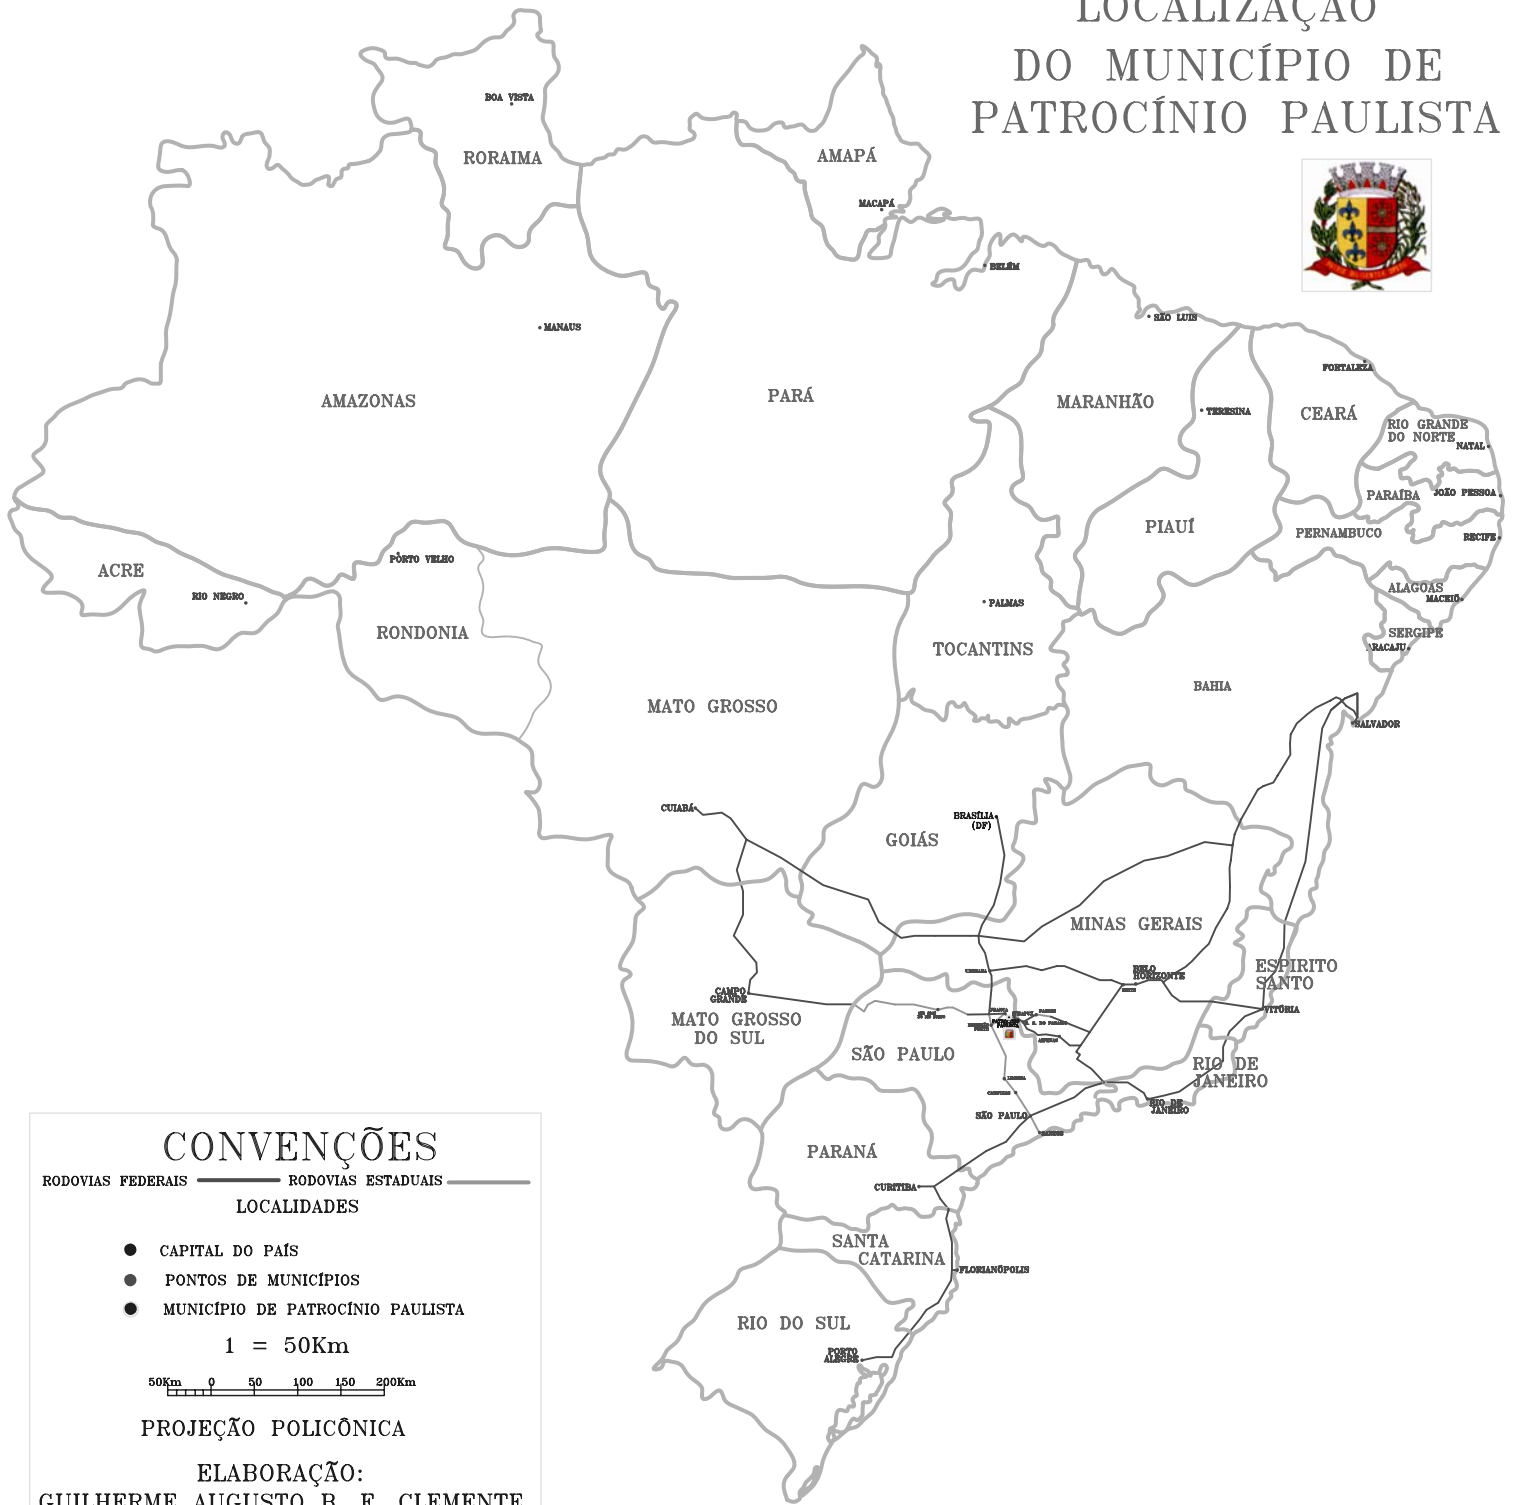 LOCALIZAÇÃO
DO MUNICÍPIO DE
PATROCÍNIO PAULISTA
BOA VISTA
RORAIMA
AMAPÁ
MACAPÁ
BELÉM
MANAUS
SÃO LUIS
FORTALEZA
AMAZONAS
PARÁ
MARANHÃO
TERESINA
CEARÁ
RIO GRANDE
DO NORTE
NATAL
PARAÍBA
JOÃO PESSOA
PIAUÍ
PERNAMBUCO
RECIFE
PORTO VELHO
ACRE
RIO NEGRO
ALAGOAS
MACEIÓ
PALMAS
RONDONIA
SERGIPE
ARACAJU
TOCANTINS
BAHIA
MATO GROSSO
SALVADOR
CUIABÁ
BRASÍLIA
(DF)
GOIÁS
MINAS GERAIS
BELO
HORIZONTE
ESPIRITO
SANTO
CAMPO
GRANDE
VITÓRIA
MATO GROSSO
DO SUL
SÃO PAULO
RIO DE
JANEIRO
RIO DE
JANEIRO
SÃO PAULO
SANTOS
PARANÁ
CURITIBA
SANTA
CATARINA
FLORIANÓPOLIS
RIO DO SUL
PORTO
ALEGRE
CONVENÇÕES
RODOVIAS FEDERAIS
RODOVIAS ESTADUAIS
LOCALIDADES
CAPITAL DO PAÍS
PONTOS DE MUNICÍPIOS
MUNICÍPIO DE PATROCÍNIO PAULISTA
1 = 50Km
50Km 0 50 100 150 200Km
PROJEÇÃO POLICÔNICA
ELABORAÇÃO:
GUILHERME AUGUSTO B. F. CLEMENTE